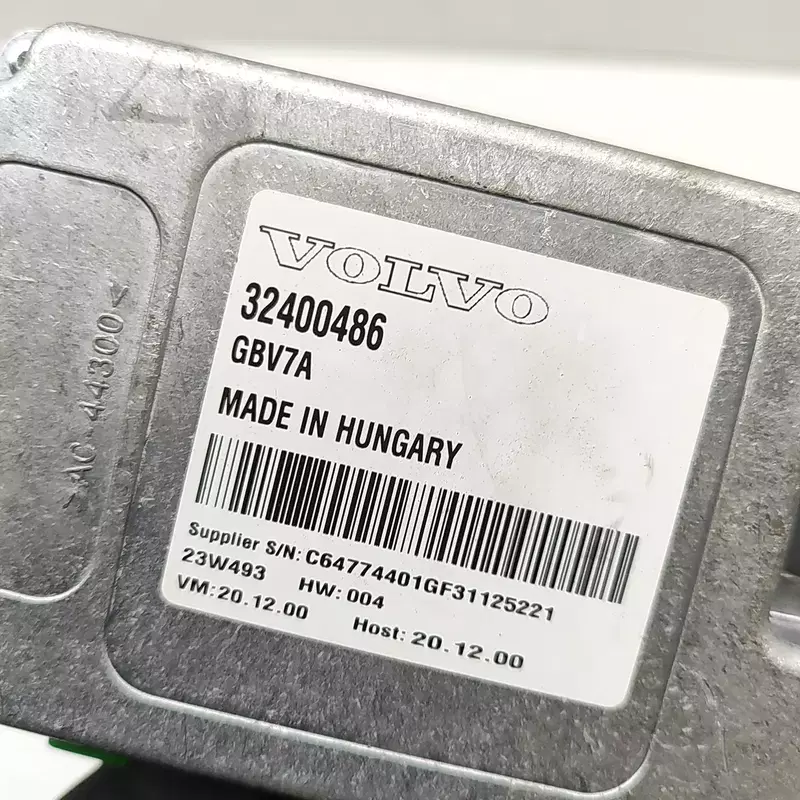 VOLVO
32400486
GBV7A
MADE IN HUNGARY
Supplier S/N: C64774401GF31125221
23W493 HW: 004
VM:20.12.00 Host: 20.12.00
>AC-44300<